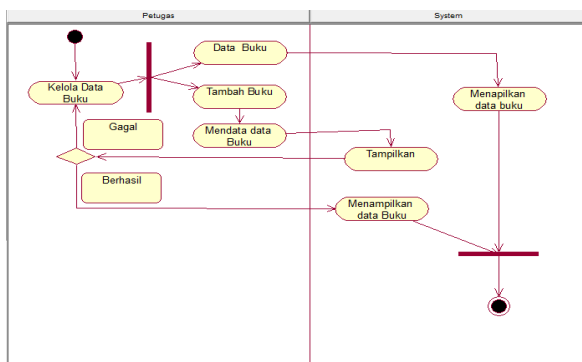 Petugas
System
Data Buku
Kelola Data
Buku
Tambah Buku
Menapilkan
data buku
Gagal
Mendata data
Buku
Tampilkan
Berhasil
Menampilkan
data Buku